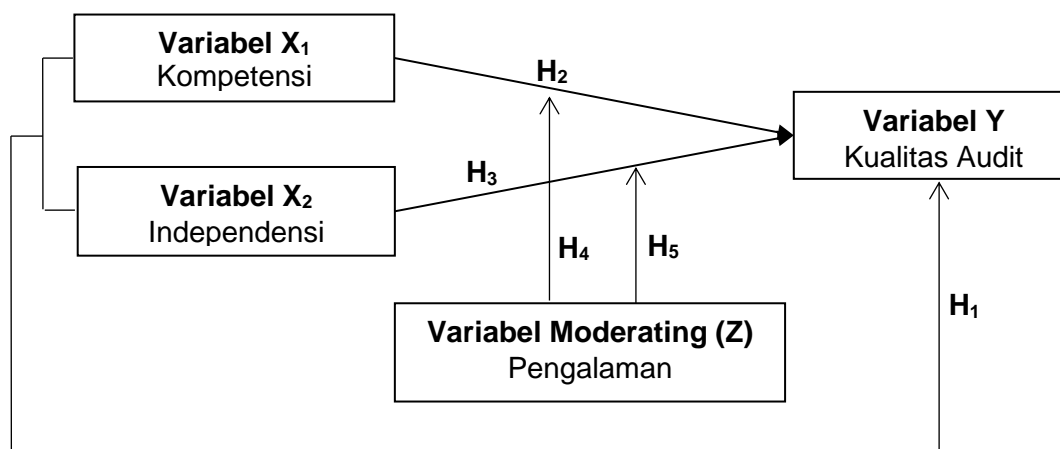 Variabel X₁
Kompetensi
H₂
Variabel Y
Kualitas Audit
H₃
Variabel X₂
Independensi
H₄
H₅
H₁
Variabel Moderating (Z)
Pengalaman